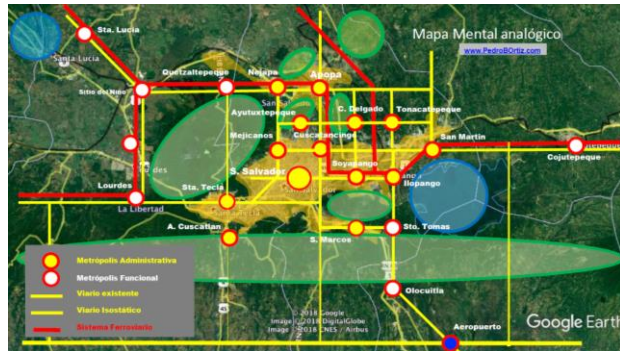 Sta. Lucia
Santa Lucía
Mapa Mental analógico
www.PedroBOrtiz.com
Quetzaltepeque
Nejapa
Apopa
Sitio del Niño
Ayutuxtepeque
C. Delgado
Tonacatepeque
Mejicanos
Cuscatancingo
San Martin
Cojutepeque
S. Salvador
Soyapango
Ilopango
Lourdes
Sta. Tecla
La Libertad
A. Cuscatlan
S. Marcos
Sto. Tomas
Metrópolis Administrativa
Metrópolis Funcional
Viario existente
Viario Isostático
Sistema Ferroviario
Olocuitla
Aeropuerto
© 2018 Google
Image © 2018 DigitalGlobe
Image © 2018 CNES / Airbus
Google Earth